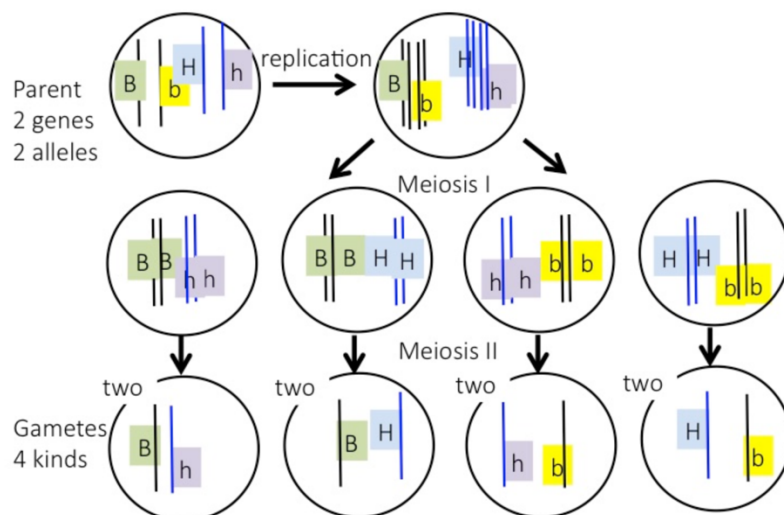 replication
B
b
H
h
B
b
H
h
Parent
2 genes
2 alleles
Meiosis I
B B h h
B B H H
h h b b
H H b b
Meiosis II
two two two two
Gametes
4 kinds
B h
B H
h b
H b